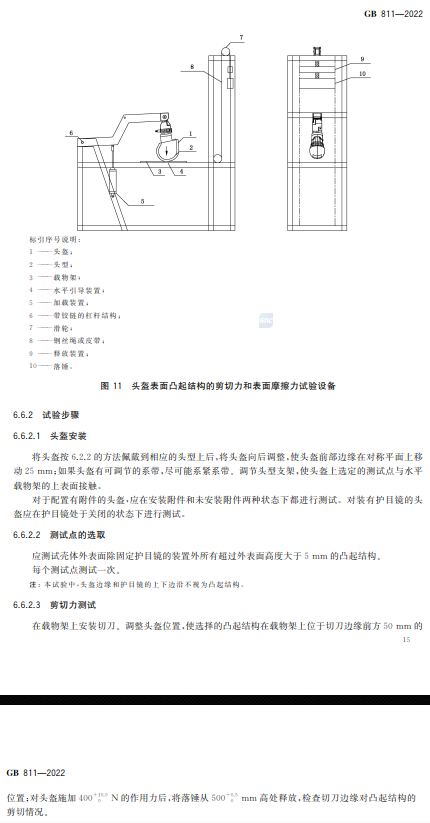 GB 811—2022
7
8
9
10
6
1
2
3
4
5
标引序号说明:
1 ——头盔;
2 ——头型;
3 ——载物架;
4 ——水平引导装置;
5 ——加载装置;
6 ——带铰链的杠杆结构;
7 ——滑轮;
8 ——钢丝绳或皮带;
9 ——释放装置;
10——落锤。
图 11 头盔表面凸起结构的剪切力和表面摩擦力试验设备
6.6.2 试验步骤
6.6.2.1 头盔安装
将头盔按 6.2.2 的方法佩戴到相应的头型上后,将头盔向后调整,使头盔前部边缘在对称平面上移
动 25 mm;如果头盔有可调节的系带,尽可能系紧系带。调节头型支架,使头盔上选定的测试点与水平
载物架的上表面接触。
对于配置有附件的头盔,应在安装附件和未安装附件两种状态下都进行测试。对装有护目镜的头
盔应在护目镜处于关闭的状态下进行测试。
6.6.2.2 测试点的选取
应测试壳体外表面除固定护目镜的装置外所有超过外表面高度大于 5 mm 的凸起结构。
每个测试点测试一次。
注:本试验中,头盔边缘和护目镜的上下边沿不视为凸起结构。
6.6.2.3 剪切力测试
在载物架上安装切刀。调整头盔位置,使选择的凸起结构在载物架上位于切刀边缘前方 50 mm 的
15
GB 811—2022
位置;对头盔施加 400 +10.0 0 N 的作用力后,将落锤从 500 +0.5 0 mm 高处释放,检查切刀边缘对凸起结构的
剪切情况。